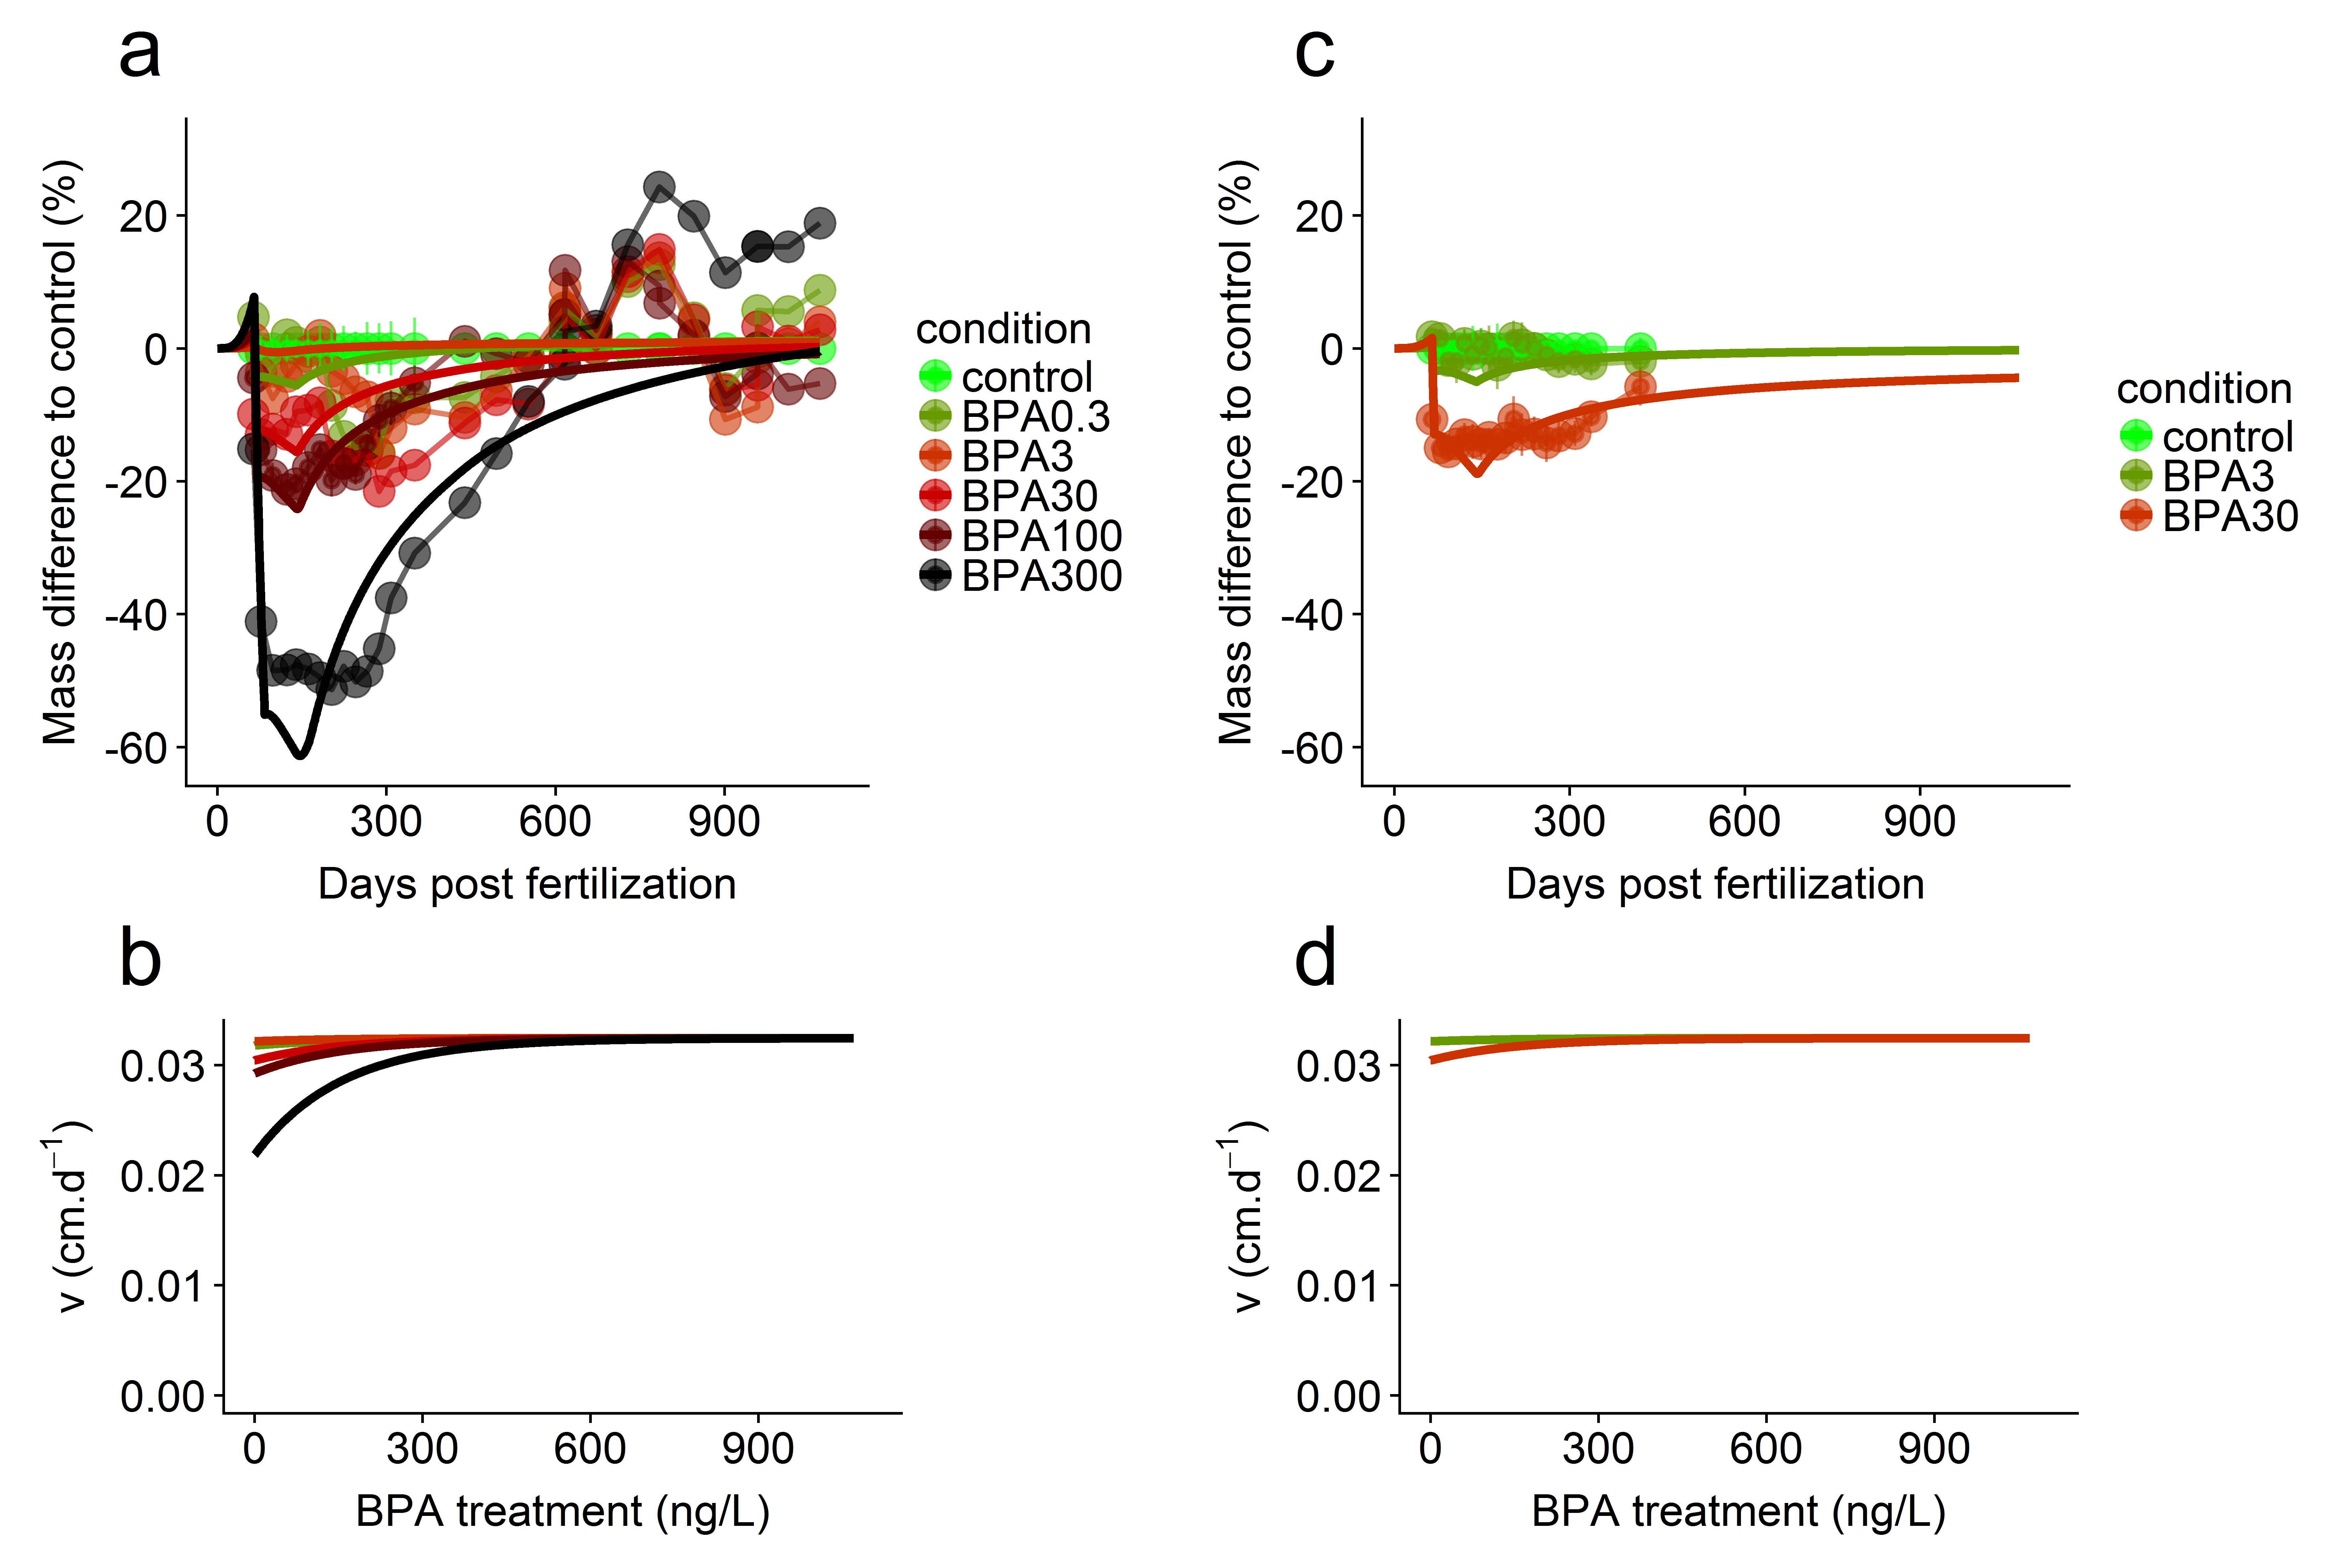 a
Mass difference to control (%)
20
0
-20
-40
-60
0 300 600 900
Days post fertilization
condition
control
BPA0.3
BPA3
BPA30
BPA100
BPA300
c
Mass difference to control (%)
20
0
-20
-40
-60
0 300 600 900
Days post fertilization
condition
control
BPA3
BPA30
b
v (cm.d⁻¹)
0.03
0.02
0.01
0.00
0 300 600 900
BPA treatment (ng/L)
d
v (cm.d⁻¹)
0.03
0.02
0.01
0.00
0 300 600 900
BPA treatment (ng/L)